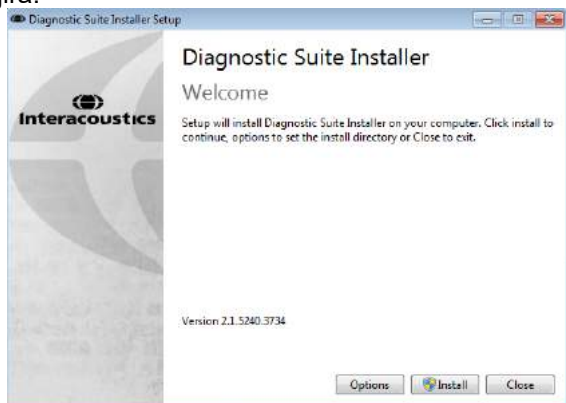 Diagnostic Suite Installer Setup
Diagnostic Suite Installer
Welcome
Interacoustics
Setup will install Diagnostic Suite Installer on your computer. Click install to
continue, options to set the install directory or Close to exit.
Version 2.1.5240.3734
Options Install Close